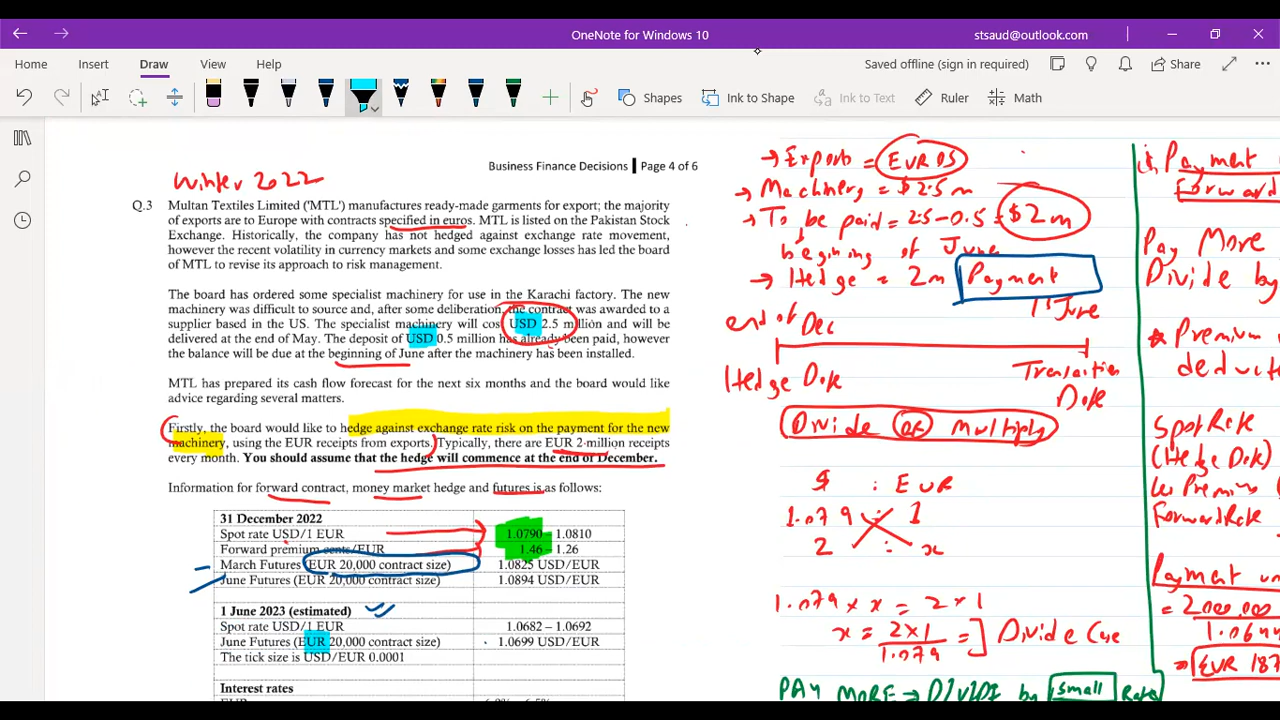 OneNote for Windows 10
stsaud@outlook.com
Home Insert Draw View Help
Saved offline (sign in required)
Share
Shapes
Ink to Shape
Ink to Text
Ruler
Math
Business Finance Decisions Page 4 of 6
Winter 2022
Q.3 Multan Textiles Limited ('MTL') manufactures ready-made garments for export; the majority
of exports are to Europe with contracts specified in euros. MTL is listed on the Pakistan Stock
Exchange. Historically, the company has not hedged against exchange rate movement,
however the recent volatility in currency markets and some exchange losses has led the board
of MTL to revise its approach to risk management.
The board has ordered some specialist machinery for use in the Karachi factory. The new
machinery was difficult to source and, after some deliberation, the contract was awarded to a
supplier based in the US. The specialist machinery will cost USD 2.5 million and will be
delivered at the end of May. The deposit of USD 0.5 million has already been paid, however
the balance will be due at the beginning of June after the machinery has been installed.
MTL has prepared its cash flow forecast for the next six months and the board would like
advice regarding several matters.
Firstly, the board would like to hedge against exchange rate risk on the payment for the new
machinery, using the EUR receipts from exports. Typically, there are EUR 2 million receipts
every month. You should assume that the hedge will commence at the end of December.
Information for forward contract, money market hedge and futures is as follows:
31 December 2022
Spot rate USD/1 EUR 1.0790 – 1.0810
Forward premium cents/EUR 1.46 – 1.26
March Futures (EUR 20,000 contract size) 1.0825 USD/EUR
June Futures (EUR 20,000 contract size) 1.0894 USD/EUR
1 June 2023 (estimated)
Spot rate USD/1 EUR 1.0682 – 1.0692
June Futures (EUR 20,000 contract size) 1.0699 USD/EUR
The tick size is USD/EUR 0.0001
Interest rates
→ Exports = EUROS
→ Machinery = $2.5m
→ To be paid = 2.5-0.5 = $2m
begining of June
→ Hedge = 2m Payment
1st June
end of Dec
Hedge Date
Transaction
Date
Divide OR multiply
$ : EUR
1.079 : 1
2 : x
1.079 × x = 2×1
x = 2×1
1.079
= Divide Case
PAY MORE → DIVIDE by small Rate
Payment
Forward
Pay More
Divide by
* Premium
Spot Rate
(Hedge Date)
Less Premium
Forward Rate
Payment
= 2000,000
= EUR 187